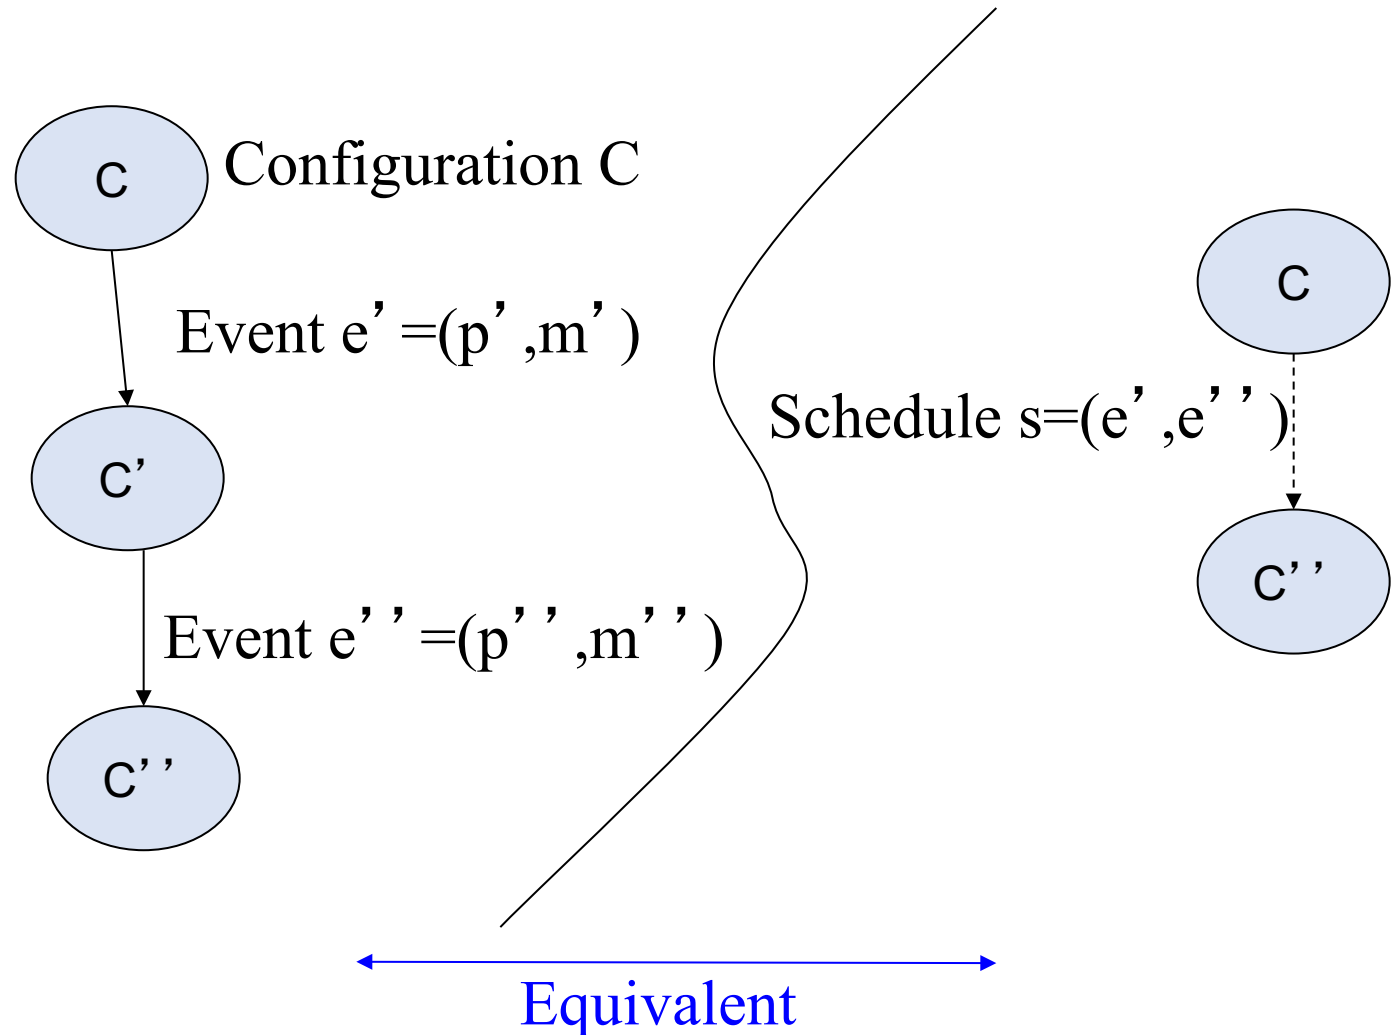 C
Configuration C
Event e’=(p’,m’)
C’
Event e’’=(p’’,m’’)
C’’
C
Schedule s=(e’,e’’)
C’’
Equivalent